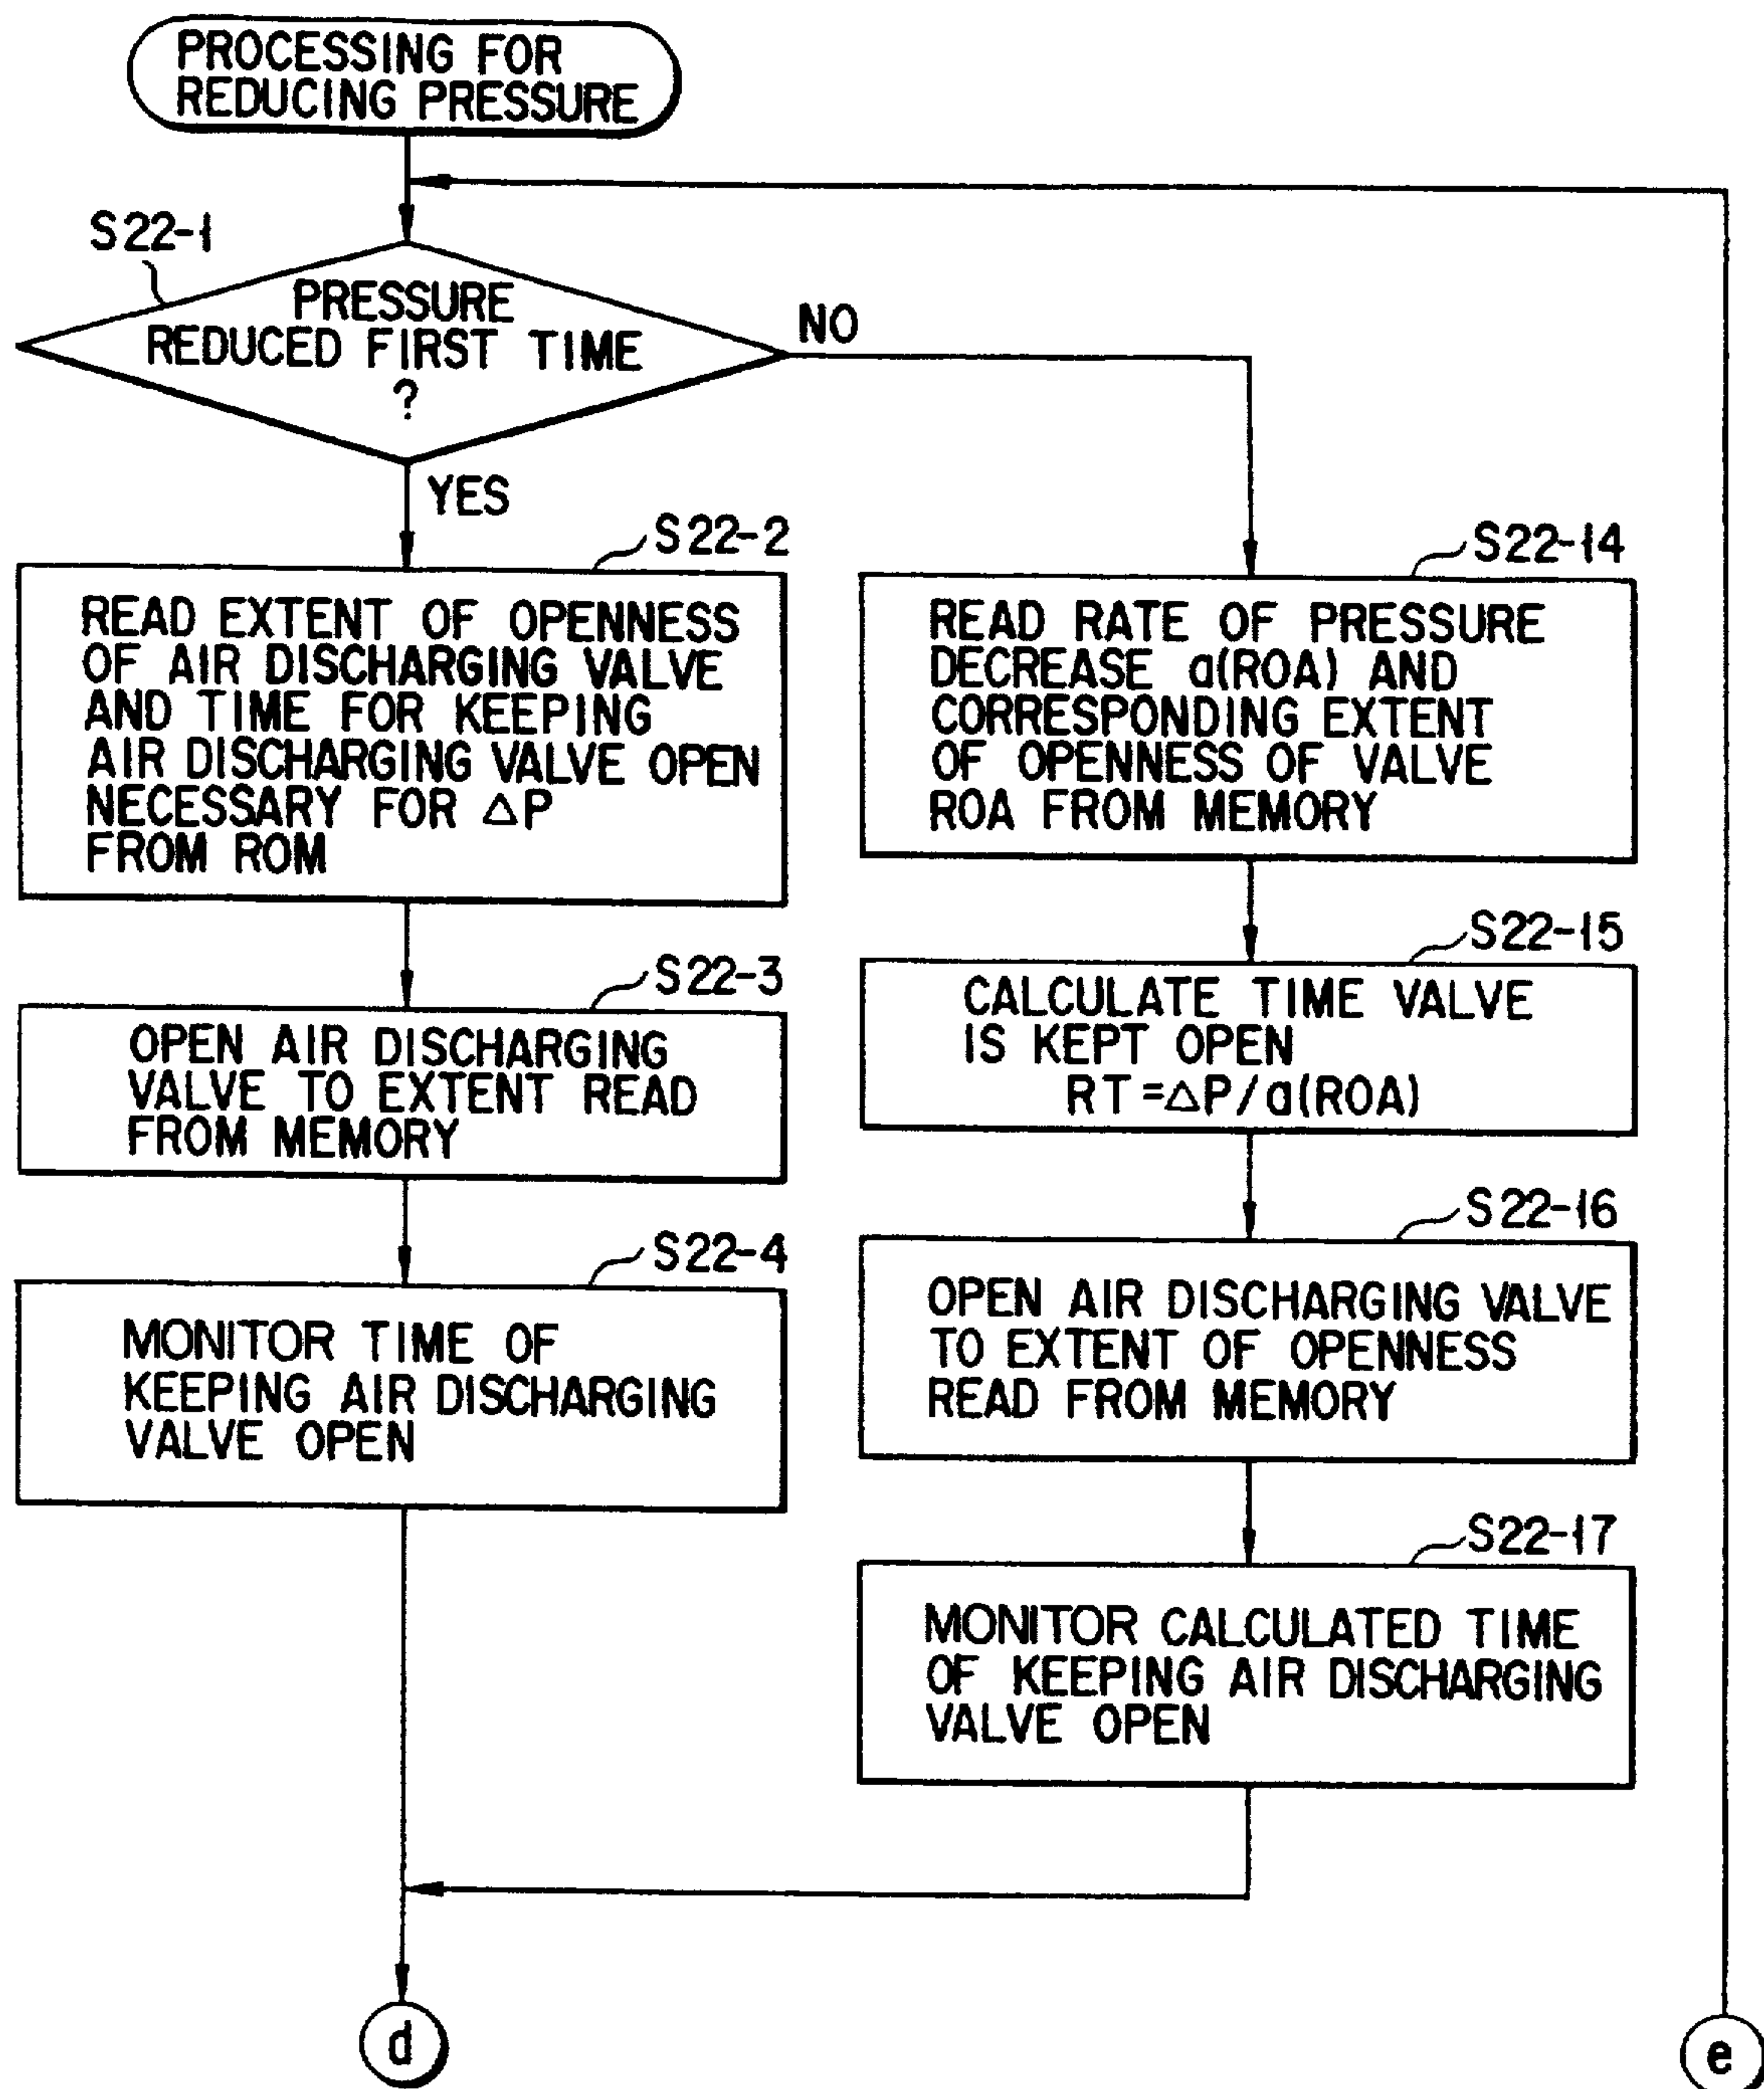 PROCESSING FOR
REDUCING PRESSURE
S22-1
PRESSURE
REDUCED FIRST TIME
?
NO
YES
S22-2
READ EXTENT OF OPENNESS
OF AIR DISCHARGING VALVE
AND TIME FOR KEEPING
AIR DISCHARGING VALVE OPEN
NECESSARY FOR △P
FROM ROM
S22-3
OPEN AIR DISCHARGING
VALVE TO EXTENT READ
FROM MEMORY
S22-4
MONITOR TIME OF
KEEPING AIR DISCHARGING
VALVE OPEN
S22-14
READ RATE OF PRESSURE
DECREASE a(ROA) AND
CORRESPONDING EXTENT
OF OPENNESS OF VALVE
ROA FROM MEMORY
S22-15
CALCULATE TIME VALVE
IS KEPT OPEN
RT=△P/a(ROA)
S22-16
OPEN AIR DISCHARGING VALVE
TO EXTENT OF OPENNESS
READ FROM MEMORY
S22-17
MONITOR CALCULATED TIME
OF KEEPING AIR DISCHARGING
VALVE OPEN
d
e